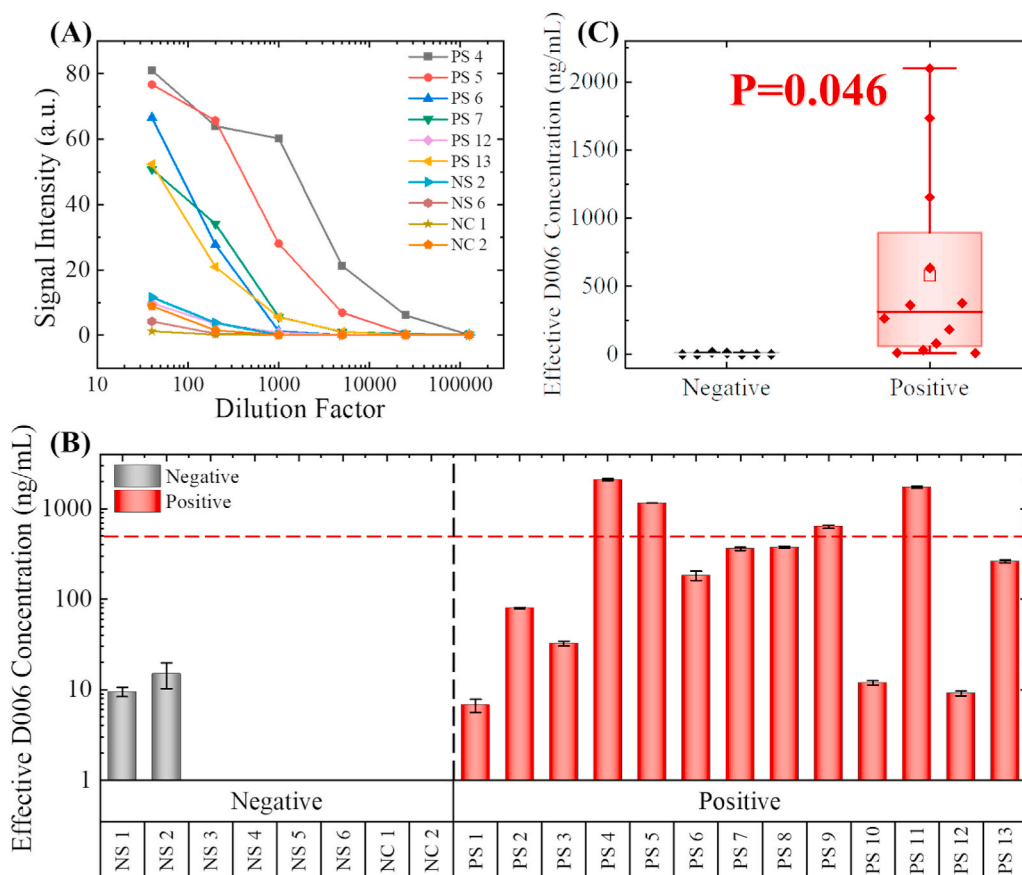 (A)
Signal Intensity (a.u.)
80
60
40
20
0
10
100
1000
10000
100000
Dilution Factor
PS 4
PS 5
PS 6
PS 7
PS 12
PS 13
NS 2
NS 6
NC 1
NC 2
(C)
Effective D006 Concentration (ng/mL)
2000
1500
1000
500
0
P=0.046
Negative
Positive
(B)
Effective D006 Concentration (ng/mL)
1000
100
10
1
Negative
Positive
Negative
Positive
NS 1
NS 2
NS 3
NS 4
NS 5
NS 6
NC 1
NC 2
PS 1
PS 2
PS 3
PS 4
PS 5
PS 6
PS 7
PS 8
PS 9
PS 10
PS 11
PS 12
PS 13